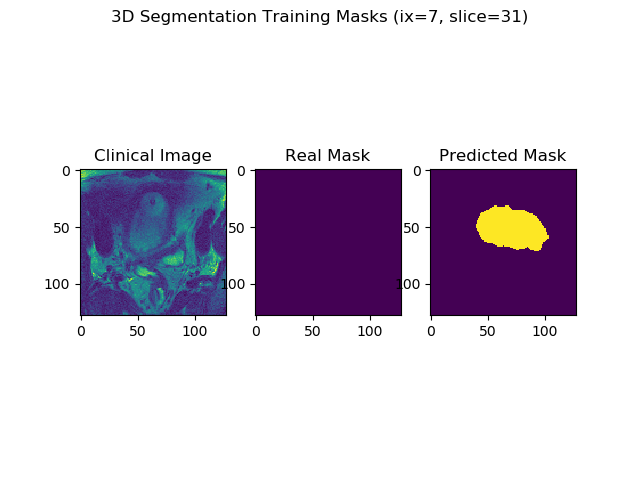 3D Segmentation Training Masks (ix=7, slice=31)
Clinical Image Real Mask Predicted Mask
0 0 0
50 50 50
100 100 100
0 50 100 0 50 100 0 50 100